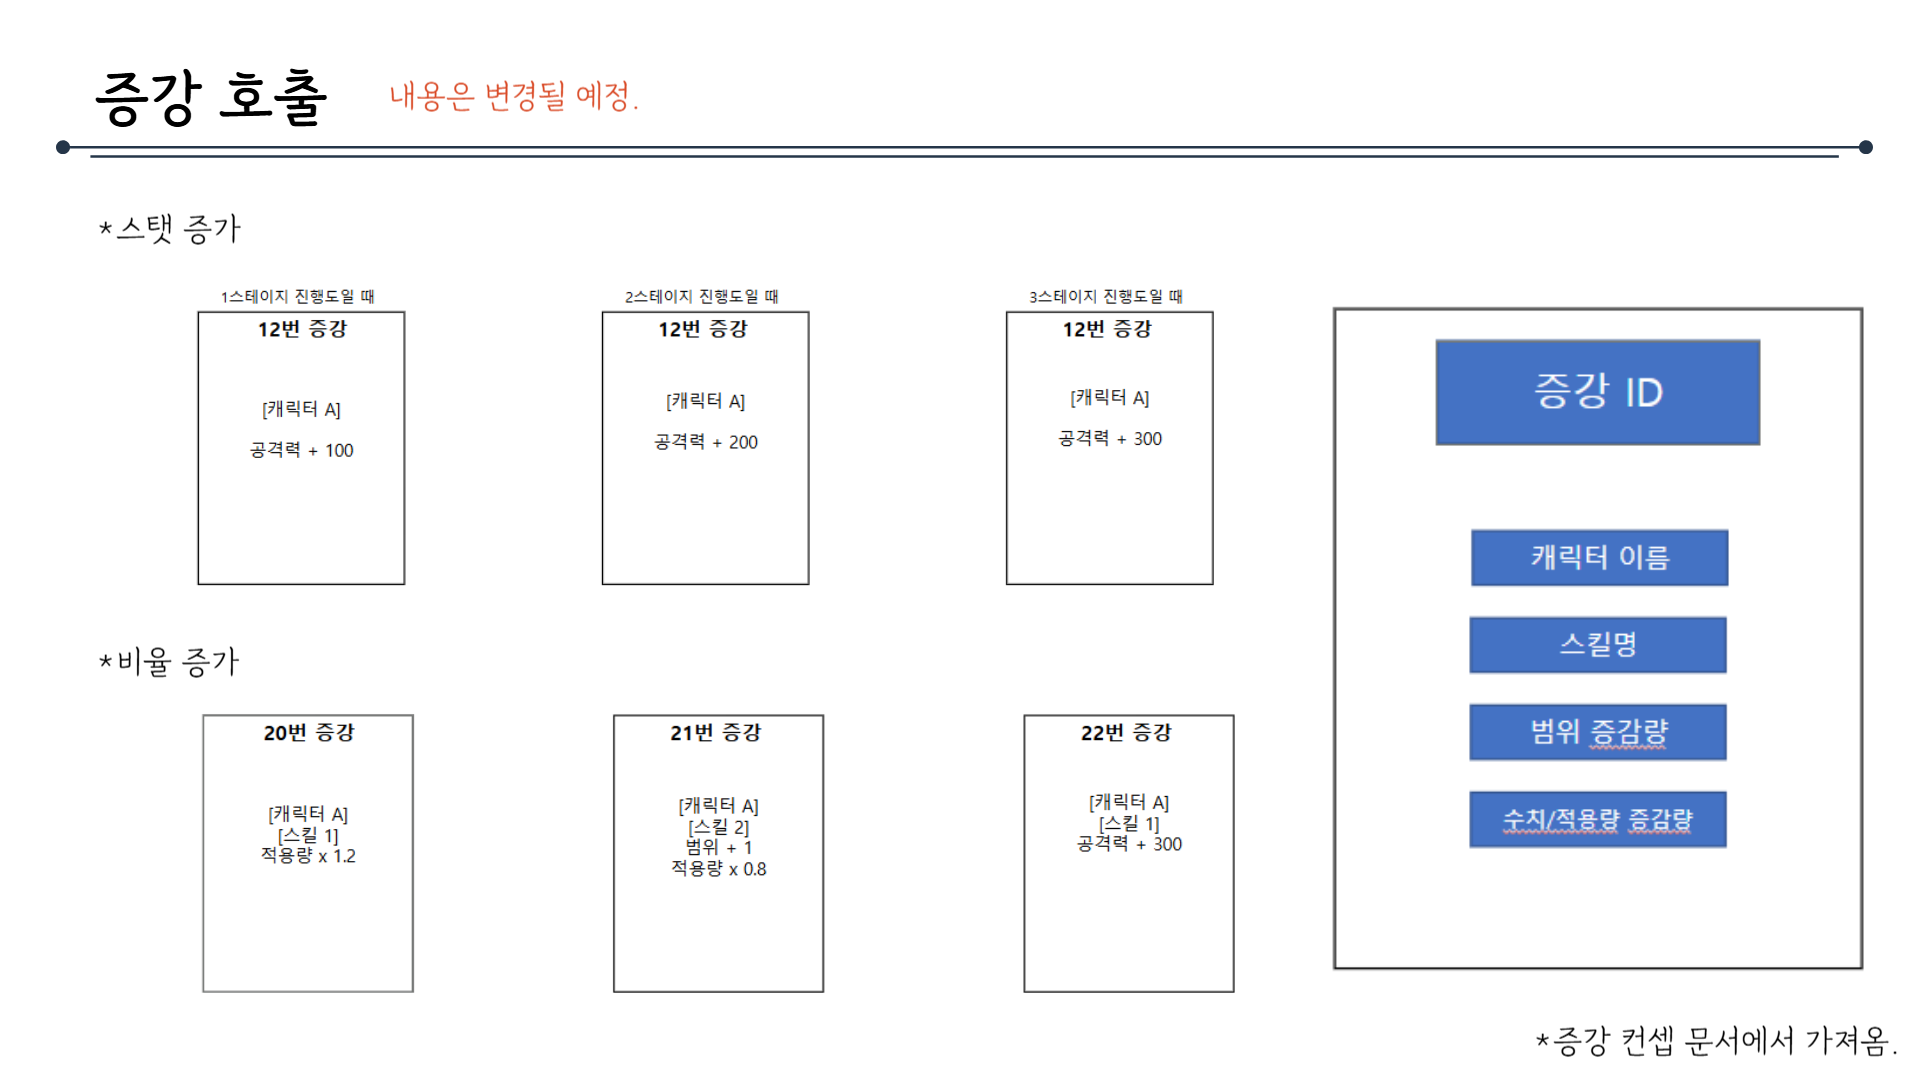 증강 호출
내용은 변경될 예정.
*스탯 증가
1스테이지 진행도일 때
12번 증강
[캐릭터 A]
공격력 + 100
2스테이지 진행도일 때
12번 증강
[캐릭터 A]
공격력 + 200
3스테이지 진행도일 때
12번 증강
[캐릭터 A]
공격력 + 300
*비율 증가
20번 증강
[캐릭터 A]
[스킬 1]
적용량 x 1.2
21번 증강
[캐릭터 A]
[스킬 2]
범위 + 1
적용량 x 0.8
22번 증강
[캐릭터 A]
[스킬 1]
공격력 + 300
증강 ID
캐릭터 이름
스킬명
범위 증감량
수치/적용량 증감량
*증강 컨셉 문서에서 가져옴.